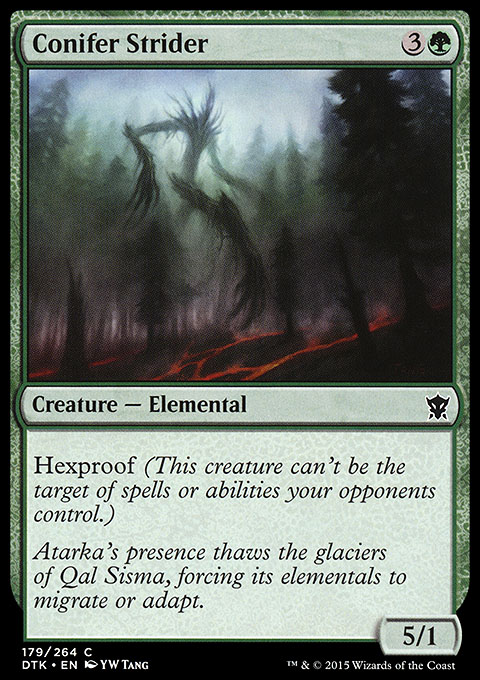 Conifer Strider 3
Creature — Elemental
Hexproof (This creature can't be the
target of spells or abilities your opponents
control.)
Atarka's presence thaws the glaciers
of Qal Sisma, forcing its elementals to
migrate or adapt.
5/1
179/264 C
DTK • EN YW Tang
™ & © 2015 Wizards of the Coast